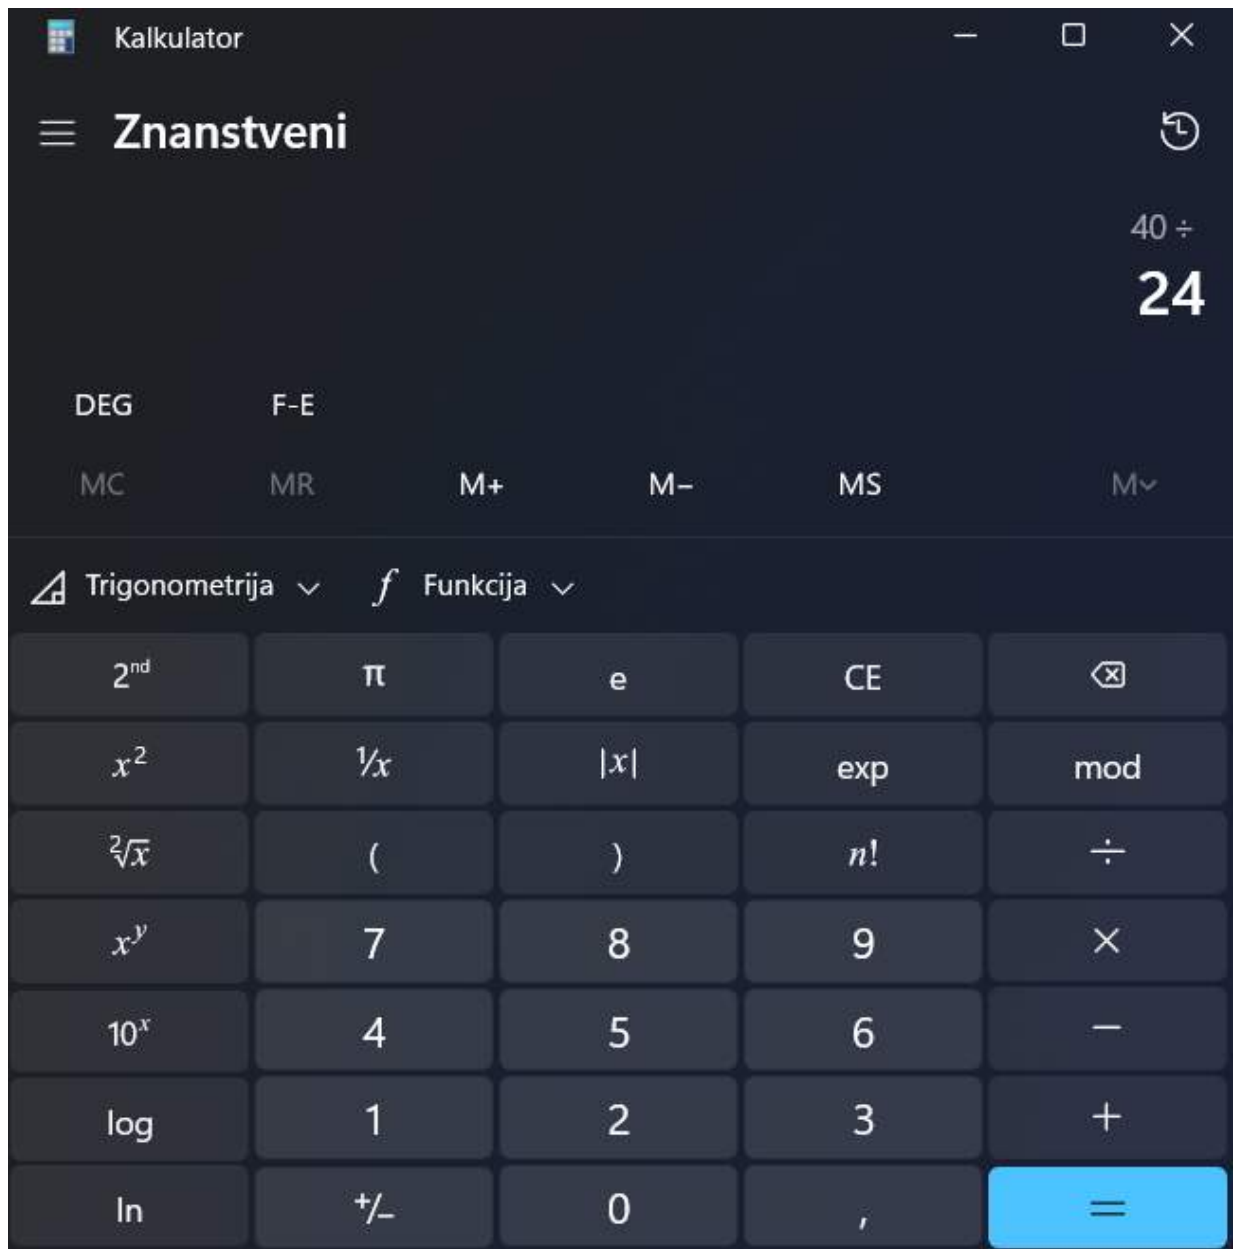 Kalkulator
Znanstveni
40 ÷
24
DEG F-E
MC MR M+ M− MS M
Trigonometrija f Funkcija
2ⁿᵈ π e CE
x² ¹/x |x| exp mod
²√x ( ) n! ÷
xʸ 7 8 9 ×
10ˣ 4 5 6 −
log 1 2 3 +
ln +/− 0 , =